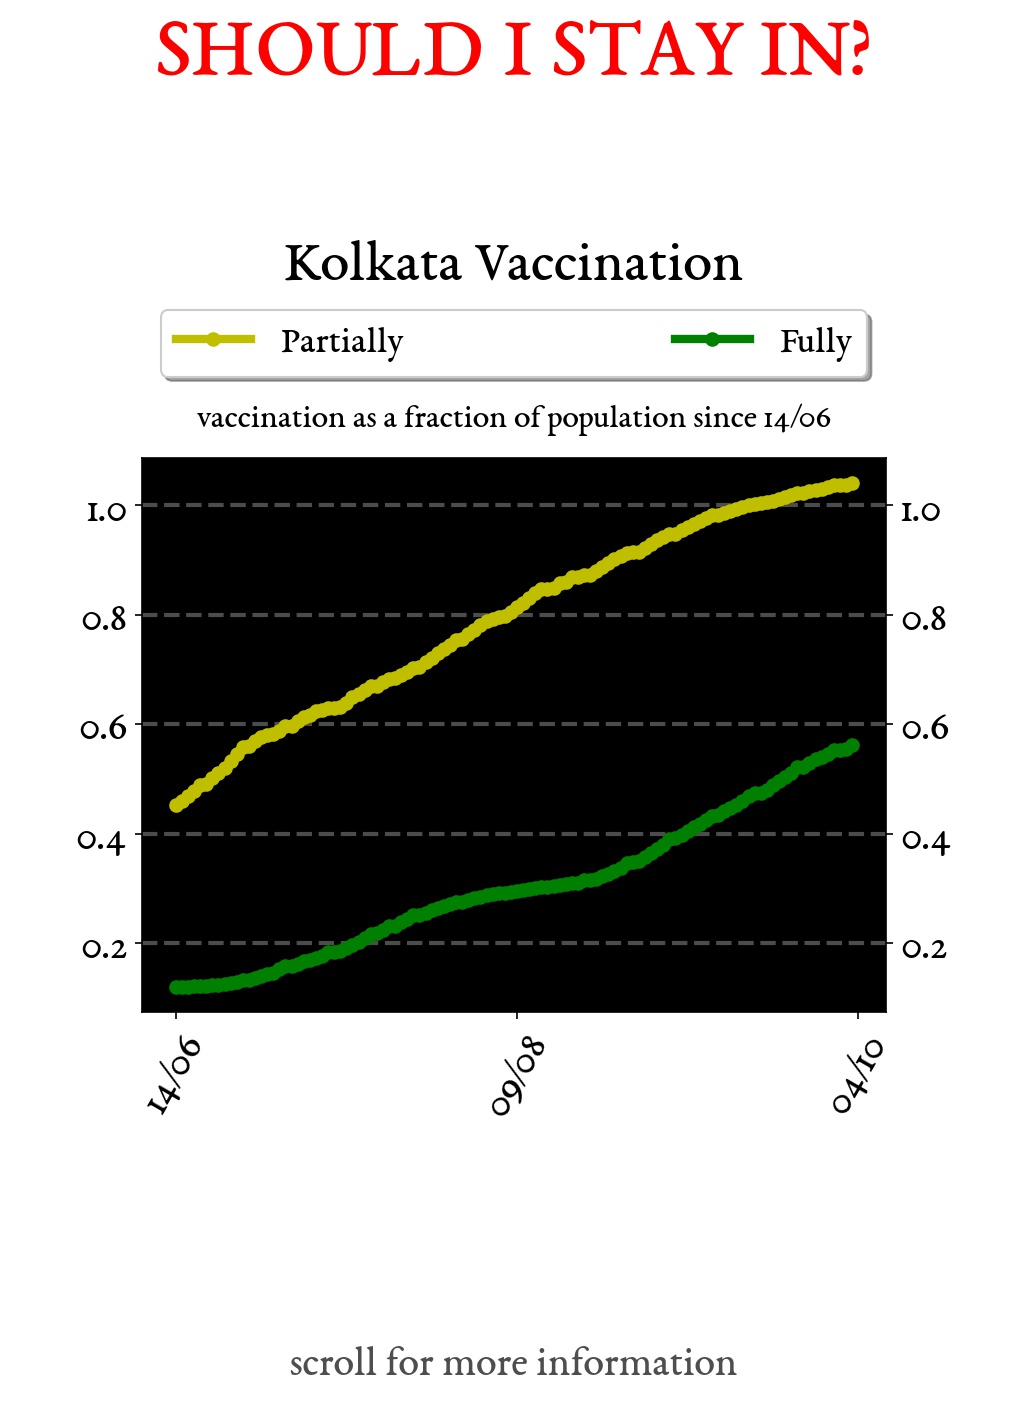 SHOULD I STAY IN?
Kolkata Vaccination
Partially Fully
vaccination as a fraction of population since 14/06
1.0 1.0
0.8 0.8
0.6 0.6
0.4 0.4
0.2 0.2
14/06 09/08 04/10
scroll for more information